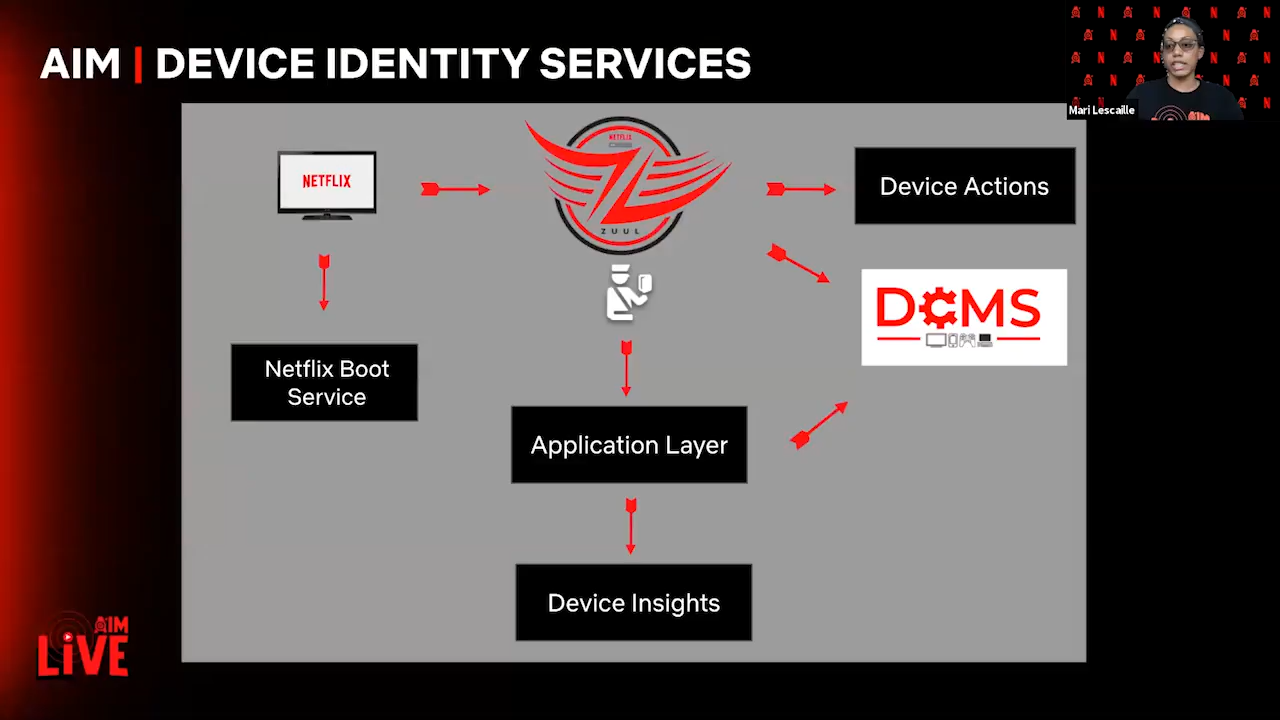 AIM | DEVICE IDENTITY SERVICES
Mari Lescaille
NETFLIX
NETFLIX
ZUUL
Device Actions
DCMS
Netflix Boot
Service
Application Layer
Device Insights
AIM
LiVE